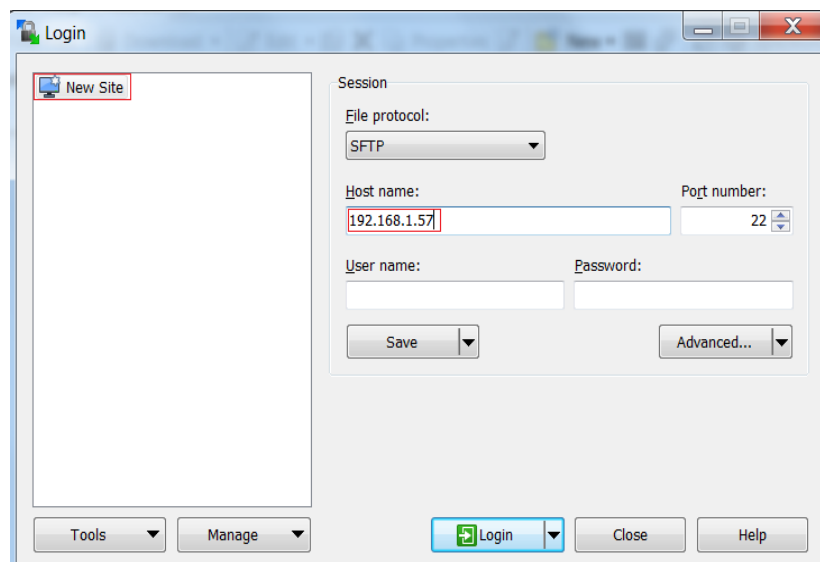 Login
New Site
Session
File protocol:
SFTP
Host name:
Port number:
192.168.1.57
22
User name:
Password:
Save
Advanced...
Tools
Manage
Login
Close
Help